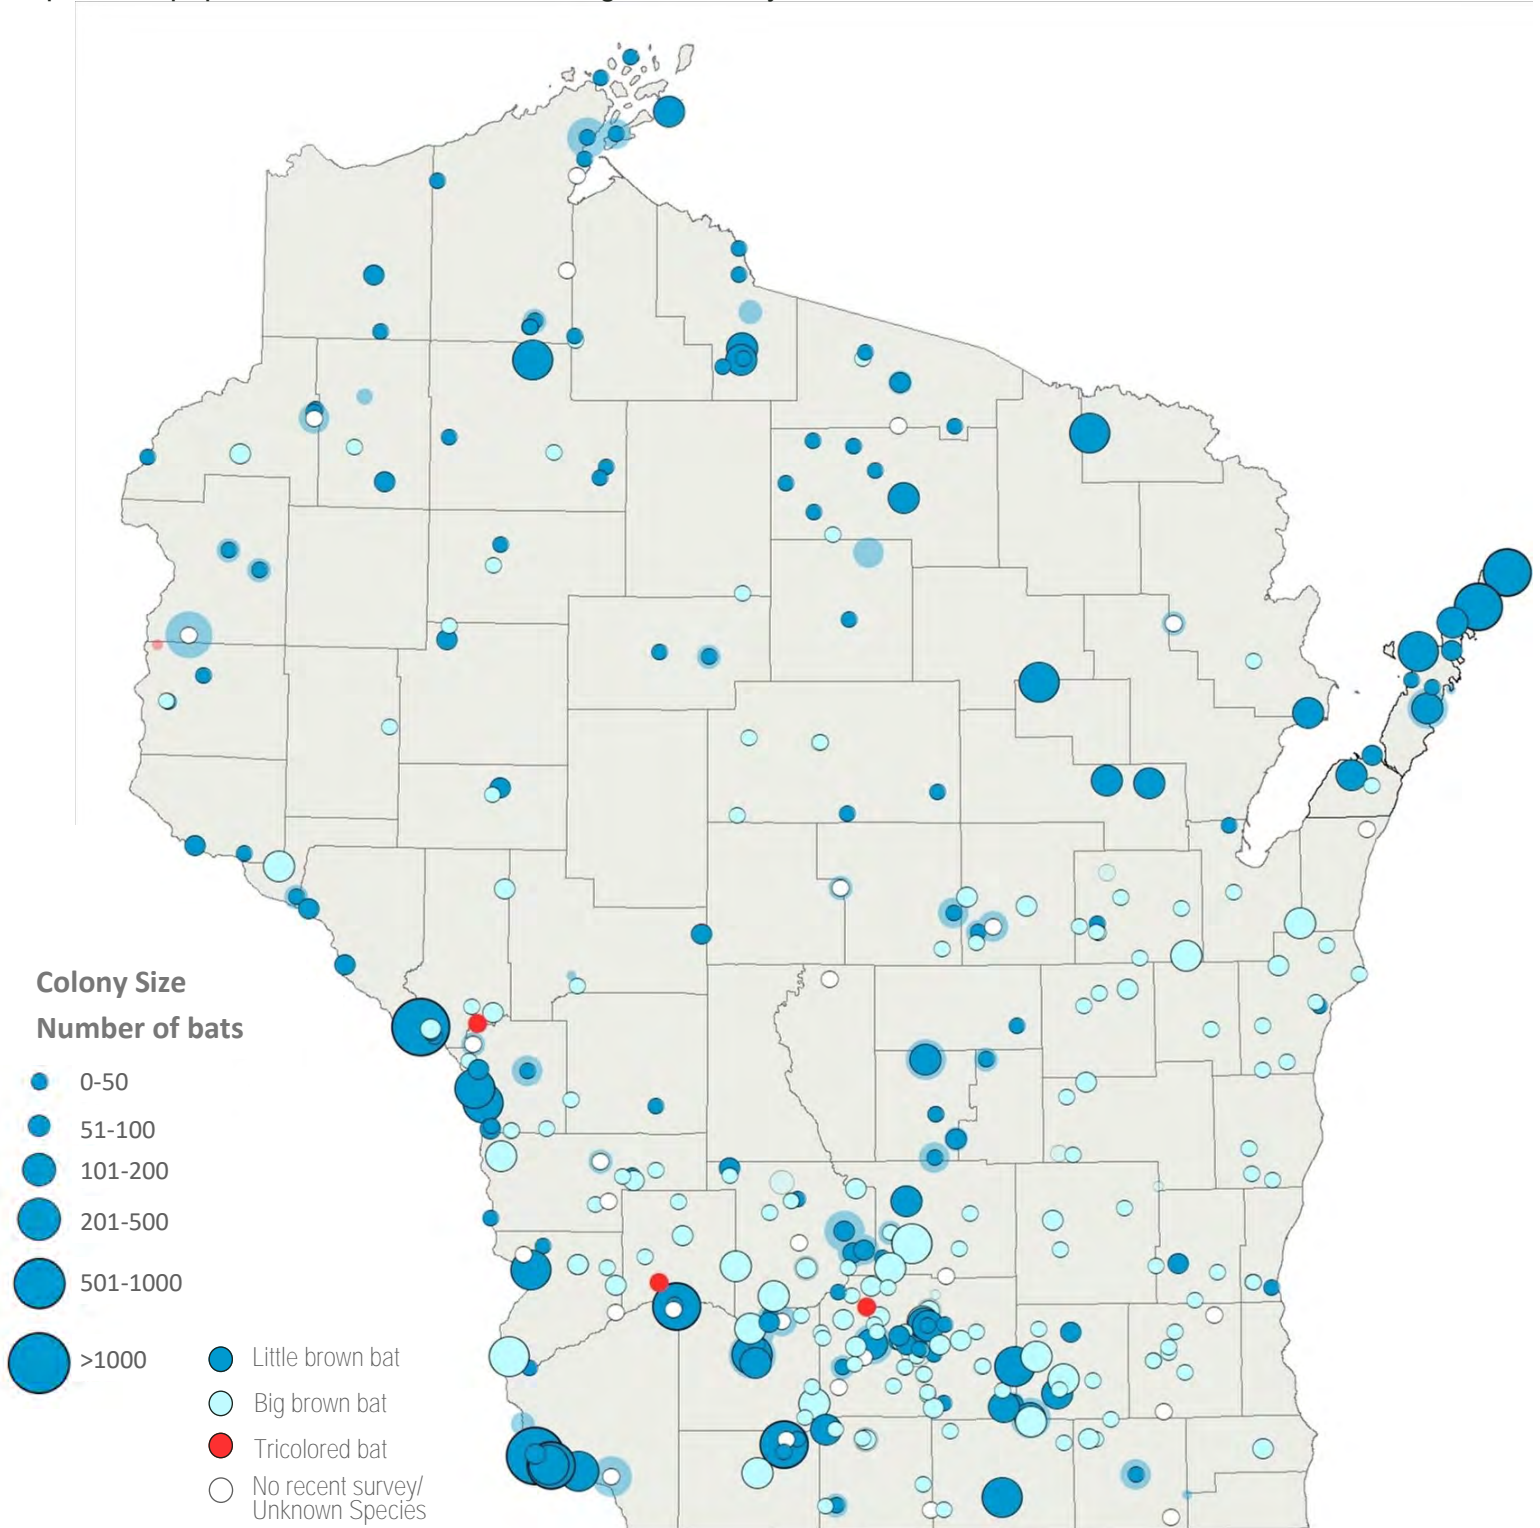 Colony Size
Number of bats
0-50
51-100
101-200
201-500
501-1000
>1000
Little brown bat
Big brown bat
Tricolored bat
No recent survey/
Unknown Species